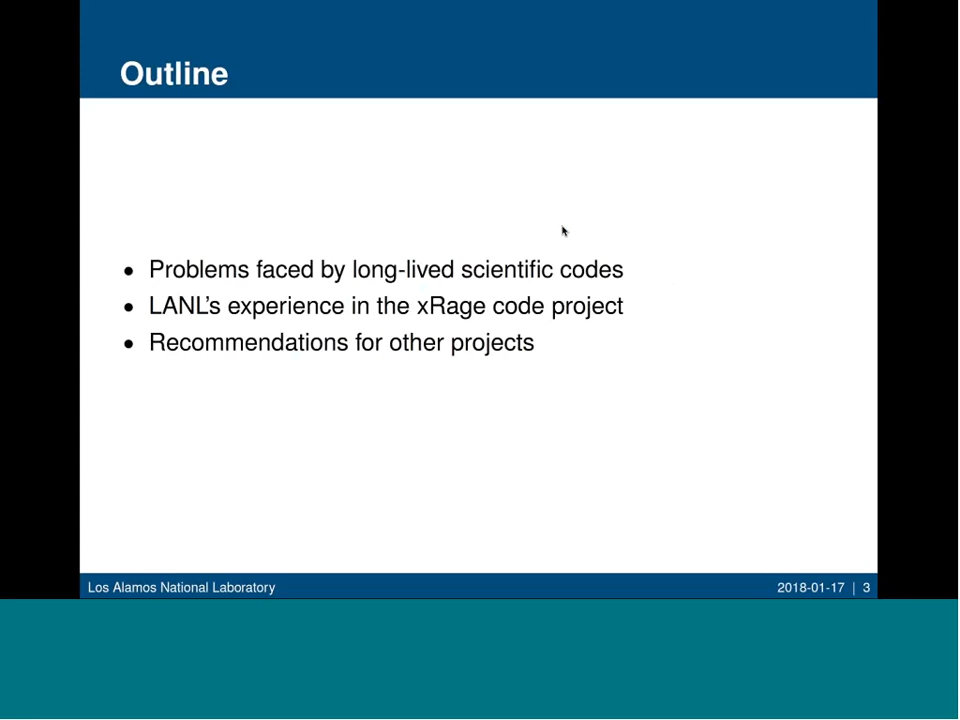 Outline
• Problems faced by long-lived scientific codes
• LANL's experience in the xRage code project
• Recommendations for other projects
Los Alamos National Laboratory
2018-01-17 | 3